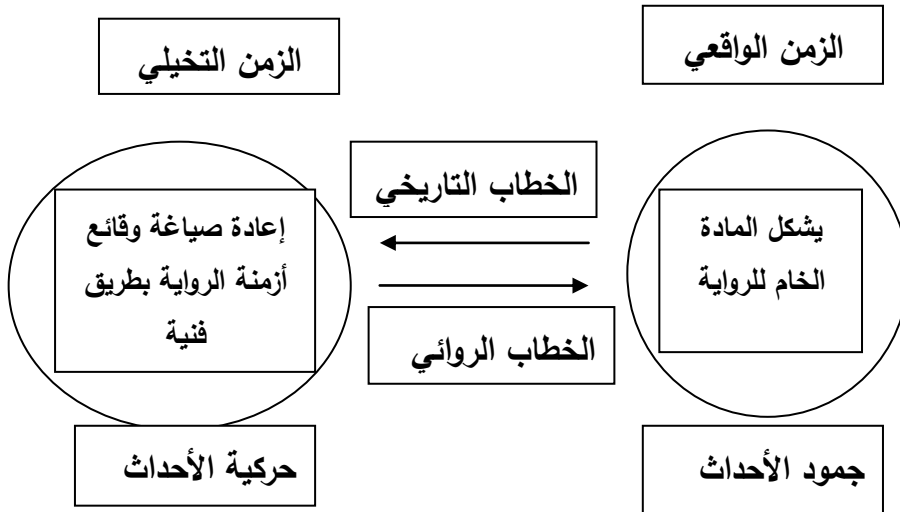 الزمن الواقعي
الزمن التخيلي
الخطاب التاريخي
يشكل المادة
الخام للرواية
إعادة صياغة وقائع
أزمنة الرواية بطريق
فنية
الخطاب الروائي
جمود الأحداث
حركية الأحداث